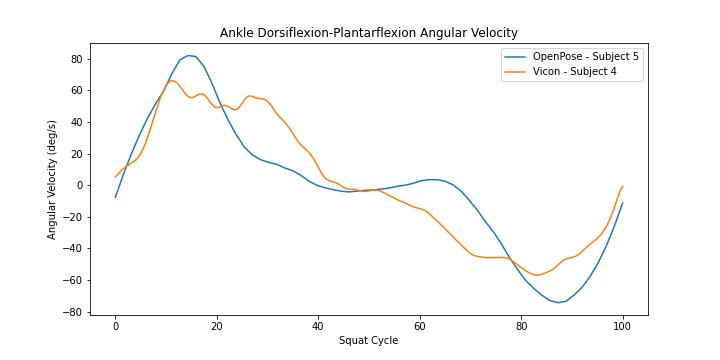 Ankle Dorsiflexion-Plantarflexion Angular Velocity
OpenPose - Subject 5
Vicon - Subject 4
Angular Velocity (deg/s)
80
60
40
20
0
−20
−40
−60
−80
0 20 40 60 80 100
Squat Cycle